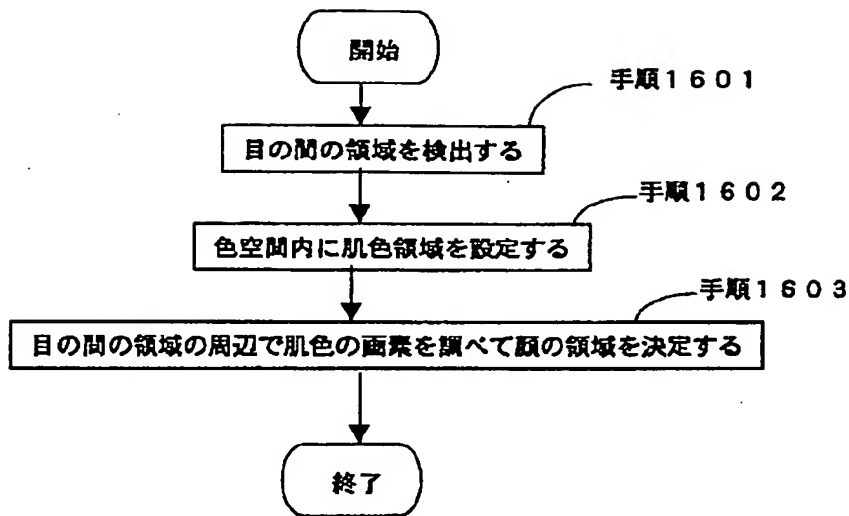 開始
手順1601
目の間の領域を検出する
手順1602
色空間内に肌色領域を設定する
手順1603
目の間の領域の周辺で肌色の画素を調べて顔の領域を決定する
終了